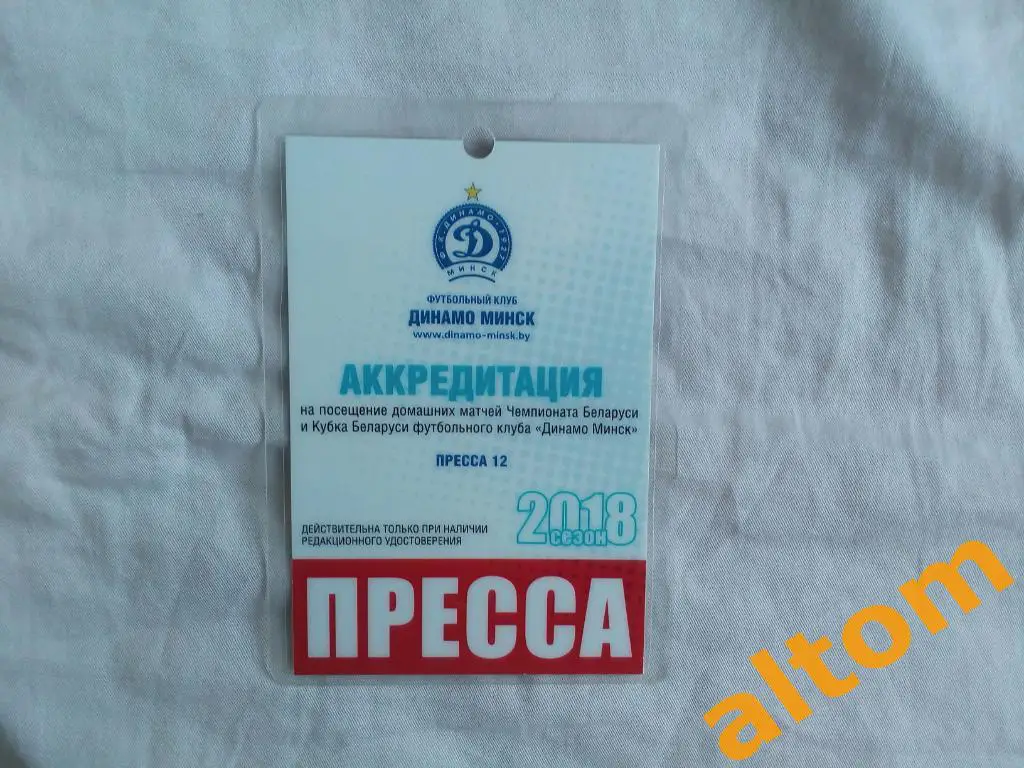 Ф.К. ДИНАМО · 1927
МИНСК
ФУТБОЛЬНЫЙ КЛУБ
ДИНАМО МИНСК
www.dinamo-minsk.by
АККРЕДИТАЦИЯ
на посещение домашних матчей Чемпионата Беларуси
и Кубка Беларуси футбольного клуба «Динамо Минск»
ПРЕССА 12
2018
сезон
ДЕЙСТВИТЕЛЬНА ТОЛЬКО ПРИ НАЛИЧИИ
РЕДАКЦИОННОГО УДОСТОВЕРЕНИЯ
ПРЕССА
altom